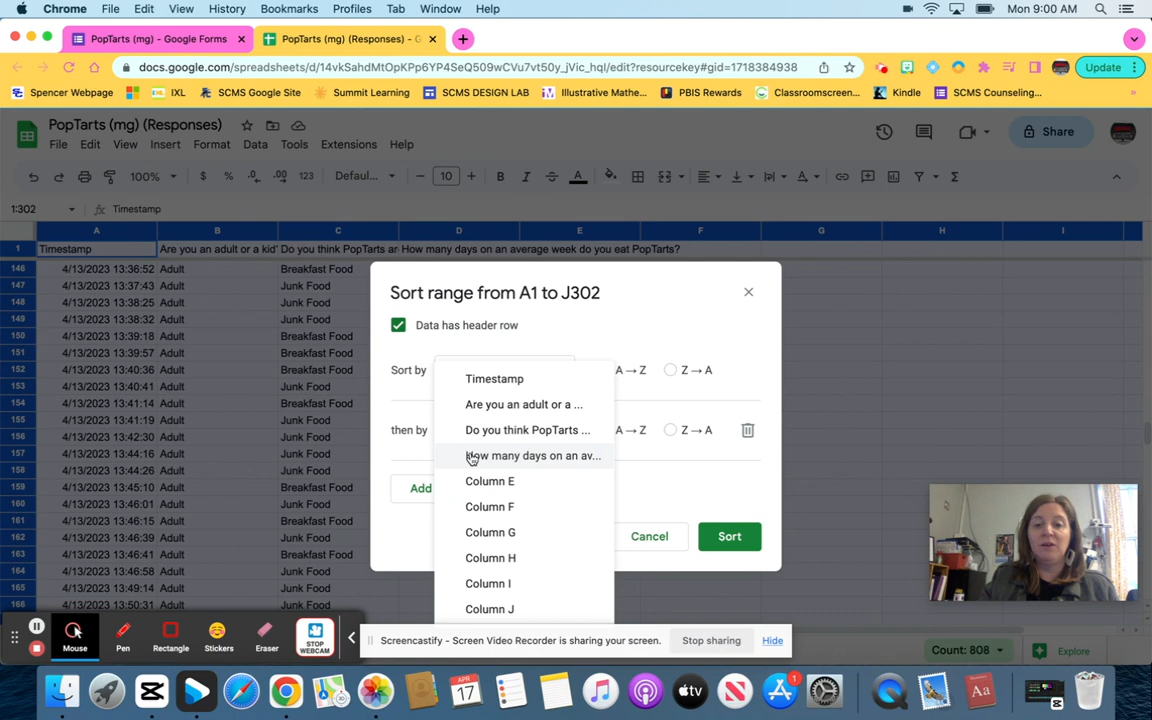 Chrome File Edit View History Bookmarks Profiles Tab Window Help Mon 9:00 AM
PopTarts (mg) - Google Forms PopTarts (mg) (Responses) - G
docs.google.com/spreadsheets/d/14vkSahdMtOpKPp6YP4SeQ509wCVu7vt50y_jVic_hqI/edit?resourcekey#gid=1718384938 Update
Spencer Webpage IXL SCMS Google Site Summit Learning SCMS DESIGN LAB Illustrative Mathe... PBIS Rewards Classroomscreen... Kindle SCMS Counseling... »
PopTarts (mg) (Responses)
File Edit View Insert Format Data Tools Extensions Help Share
100% $ % .0 .00 123 Defaul... 10 B I A
1:302 fx Timestamp
A B C D E F G H I
1 Timestamp Are you an adult or a kid' Do you think PopTarts ar How many days on an average week do you eat PopTarts?
146 4/13/2023 13:36:52 Adult Breakfast Food
147 4/13/2023 13:37:43 Adult Junk Food
148 4/13/2023 13:38:25 Adult Junk Food
149 4/13/2023 13:38:32 Adult Junk Food
150 4/13/2023 13:39:18 Adult Breakfast Food
151 4/13/2023 13:39:57 Adult Breakfast Food
152 4/13/2023 13:40:36 Adult Breakfast Food
153 4/13/2023 13:40:41 Adult Junk Food
154 4/13/2023 13:41:14 Adult Breakfast Food
155 4/13/2023 13:41:19 Adult Junk Food
156 4/13/2023 13:42:30 Adult Breakfast Food
157 4/13/2023 13:44:23 Adult Junk Food
158 4/13/2023 13:44:26 Adult Junk Food
159 4/13/2023 13:45:10 Adult Breakfast Food
160 4/13/2023 13:46:01 Adult Junk Food
161 4/13/2023 13:46:15 Adult Breakfast Food
162 4/13/2023 13:46:39 Adult Junk Food
163 4/13/2023 13:46:41 Adult Breakfast Food
164 4/13/2023 13:46:58 Adult Junk Food
165 4/13/2023 13:49:14 Adult Junk Food
166 4/13/2023 13:50:31 Adult Junk Food
Sort range from A1 to J302
Data has header row
Sort by A → Z Z → A
then by A → Z Z → A
Add
Timestamp
Are you an adult or a ...
Do you think PopTarts ...
How many days on an av...
Column E
Column F
Column G
Column H
Column I
Column J
Cancel Sort
Mouse Pen Rectangle Stickers Eraser STOP WEBCAM
Screencastify - Screen Video Recorder is sharing your screen. Stop sharing Hide
Count: 808 Explore
APR
17
tv
1
Aa